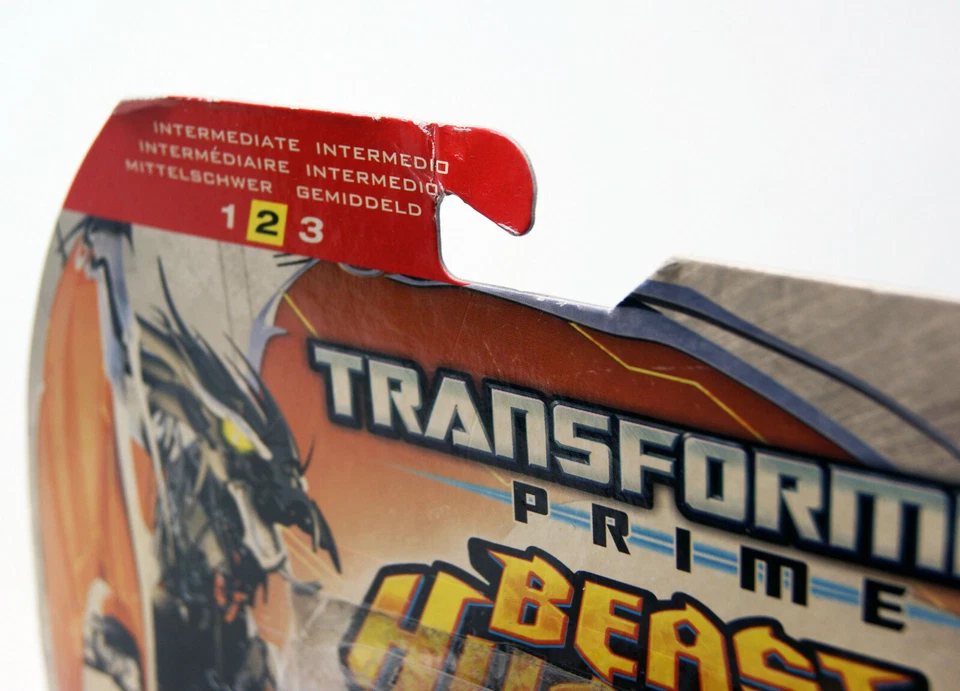 INTERMEDIATE INTERMEDIO
INTERMÉDIAIRE INTERMEDIO
MITTELSCHWER GEMIDDELD
1 2 3
TRANSFORM
PRIME
BEAST